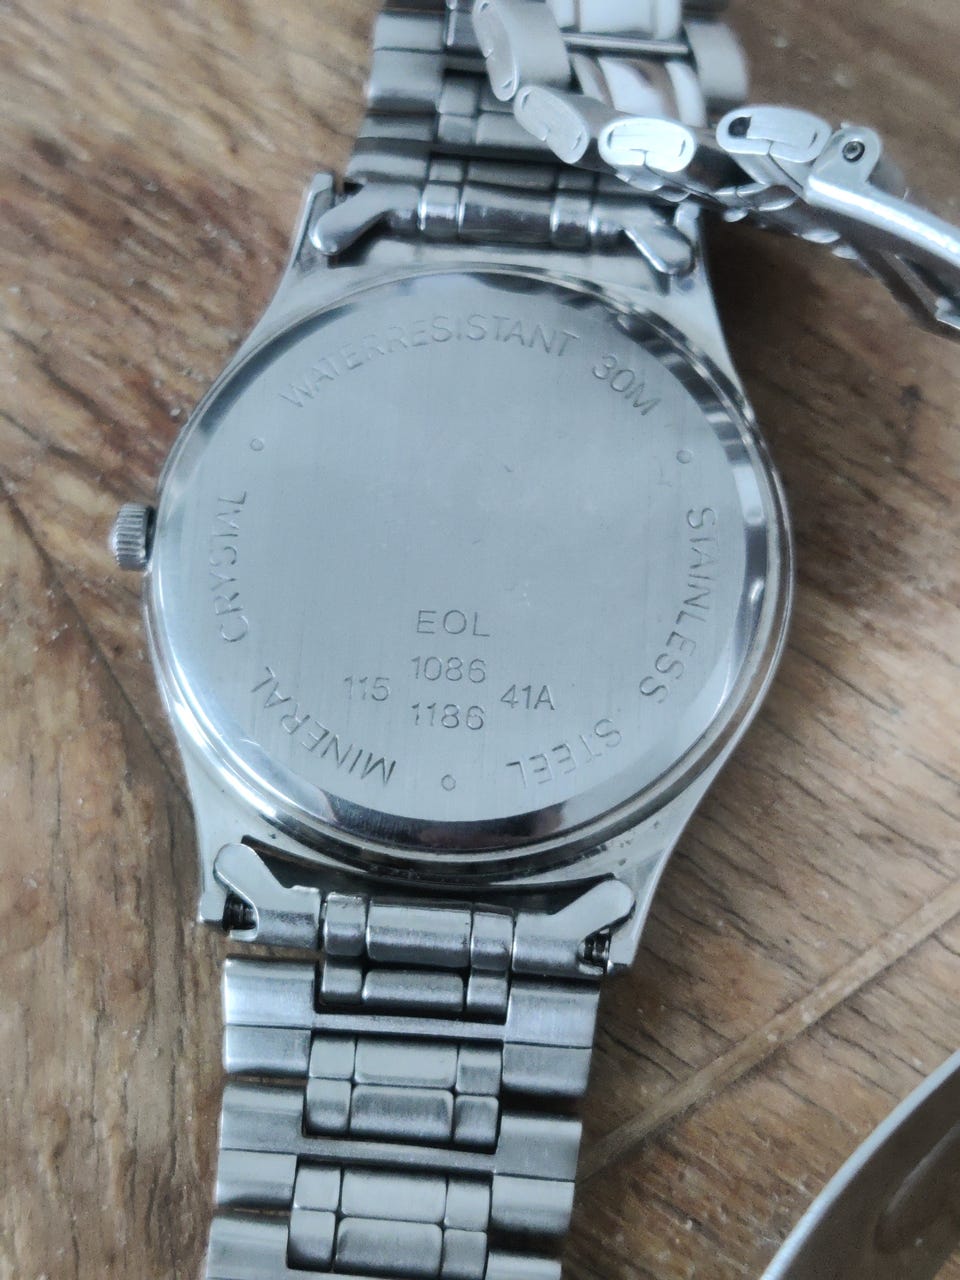 WATERRESISTANT 30M
STAINLESS STEEL
MINERAL CRYSTAL
EOL
1086
115 41A
1186